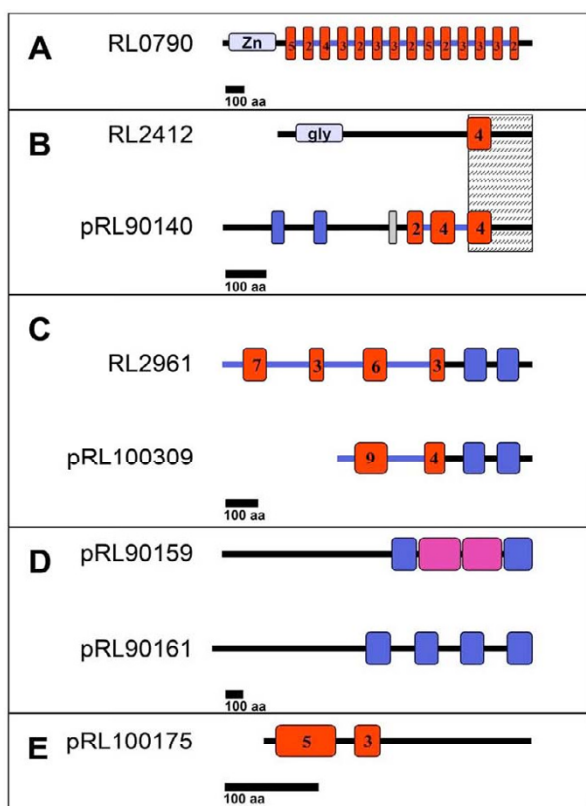 A
RL0790
Zn
5 2 4 3 2 3 3 2 5 2 3 3 3 2
100 aa
B
RL2412
gly
4
pRL90140
2 4 4
100 aa
C
RL2961
7 3 6 3
pRL100309
9 4
100 aa
D
pRL90159
pRL90161
100 aa
E
pRL100175
5 3
100 aa